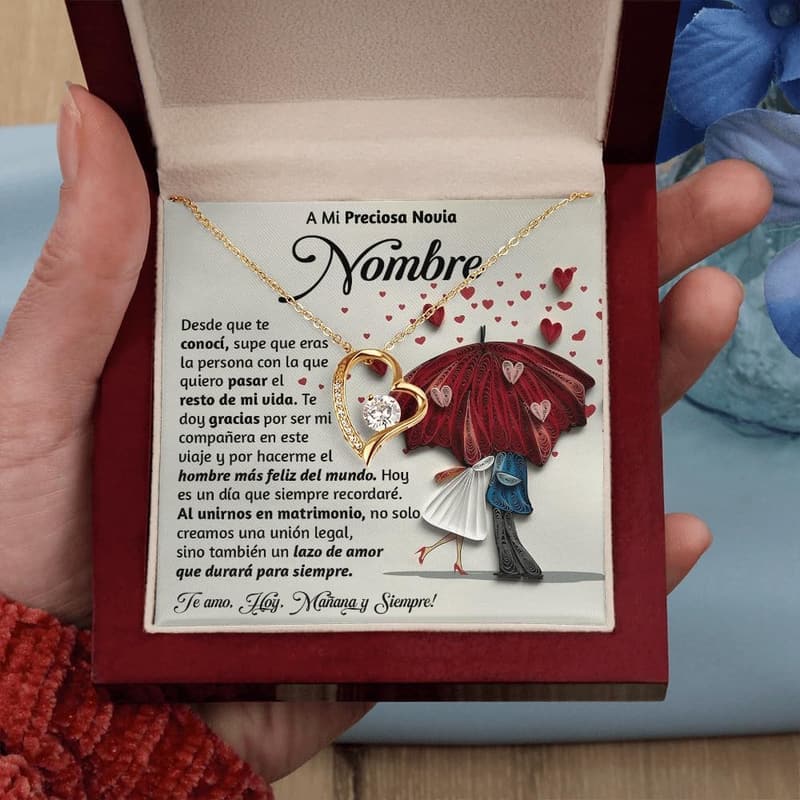 A Mi Preciosa Novia
Nombre
Desde que te
conocí, supe que eras
la persona con la que
quiero pasar el
resto de mi vida. Te
doy gracias por ser mi
compañera en este
viaje y por hacerme el
hombre más feliz del mundo. Hoy
es un día que siempre recordaré.
Al unirnos en matrimonio, no solo
creamos una unión legal,
sino también un lazo de amor
que durará para siempre.
Te amo, Hoy, Mañana y Siempre!